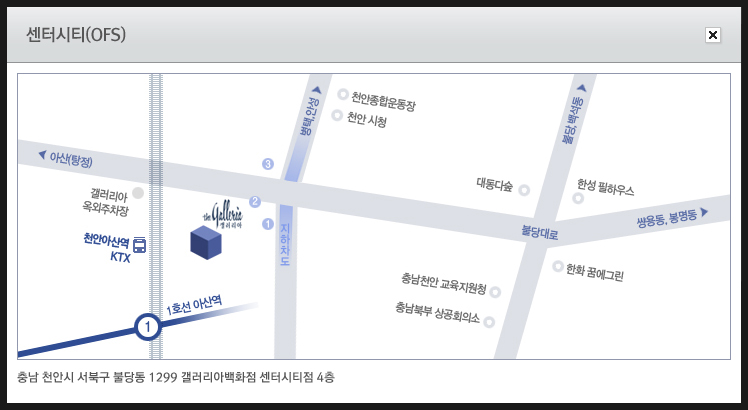 센터시티(OFS)
평택,안성
천안종합운동장
천안 시청
불당,백석동
아산(탕정)
3
대동다숲
한성 필하우스
갤러리아
옥외주차장
the Galleria
갤러리아
2
1
지하차도
불당대로
쌍용동, 봉명동
천안아산역
KTX
한화 꿈에그린
충남천안 교육지원청
1호선 아산역
충남북부 상공회의소
1
충남 천안시 서북구 불당동 1299 갤러리아백화점 센터시티점 4층